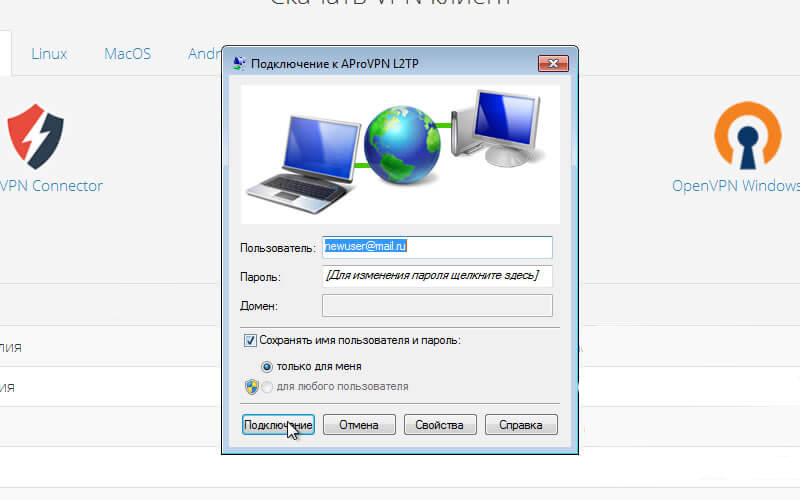 Скачать VPN клиент
Linux MacOS Andr
Подключение к AProVPN L2TP
VPN Connector
OpenVPN Windows
Пользователь: newuser@mail.ru
Пароль: [Для изменения пароля щелкните здесь]
Домен:
Сохранять имя пользователя и пароль:
лия
только для меня
ия
для любого пользователя
Подключение Отмена Свойства Справка